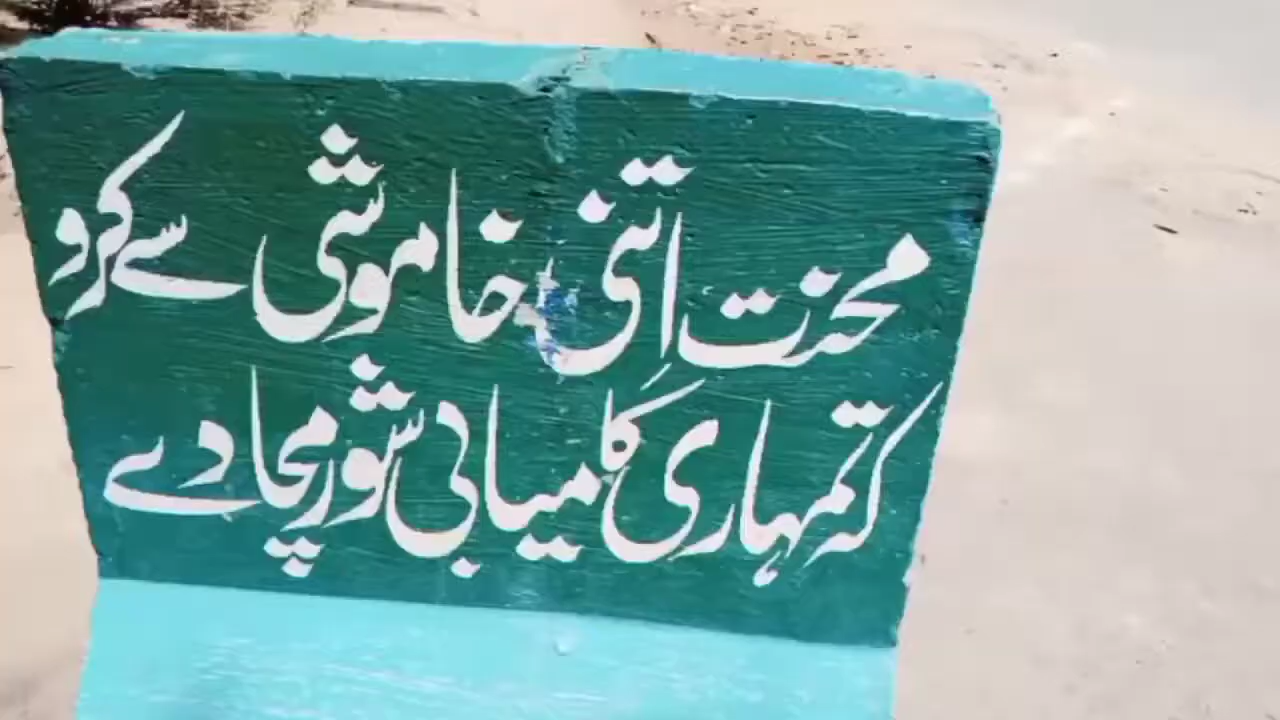 محنت اتنی خاموشی سے کرو
کہ تمہاری کامیابی شور مچا دے